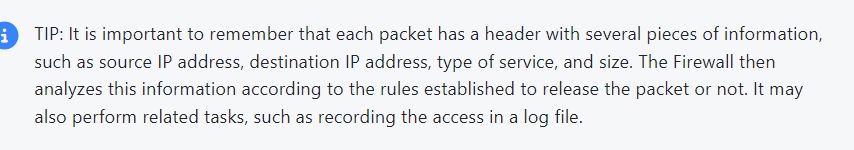 TIP: It is important to remember that each packet has a header with several pieces of information,
such as source IP address, destination IP address, type of service, and size. The Firewall then
analyzes this information according to the rules established to release the packet or not. It may
also perform related tasks, such as recording the access in a log file.